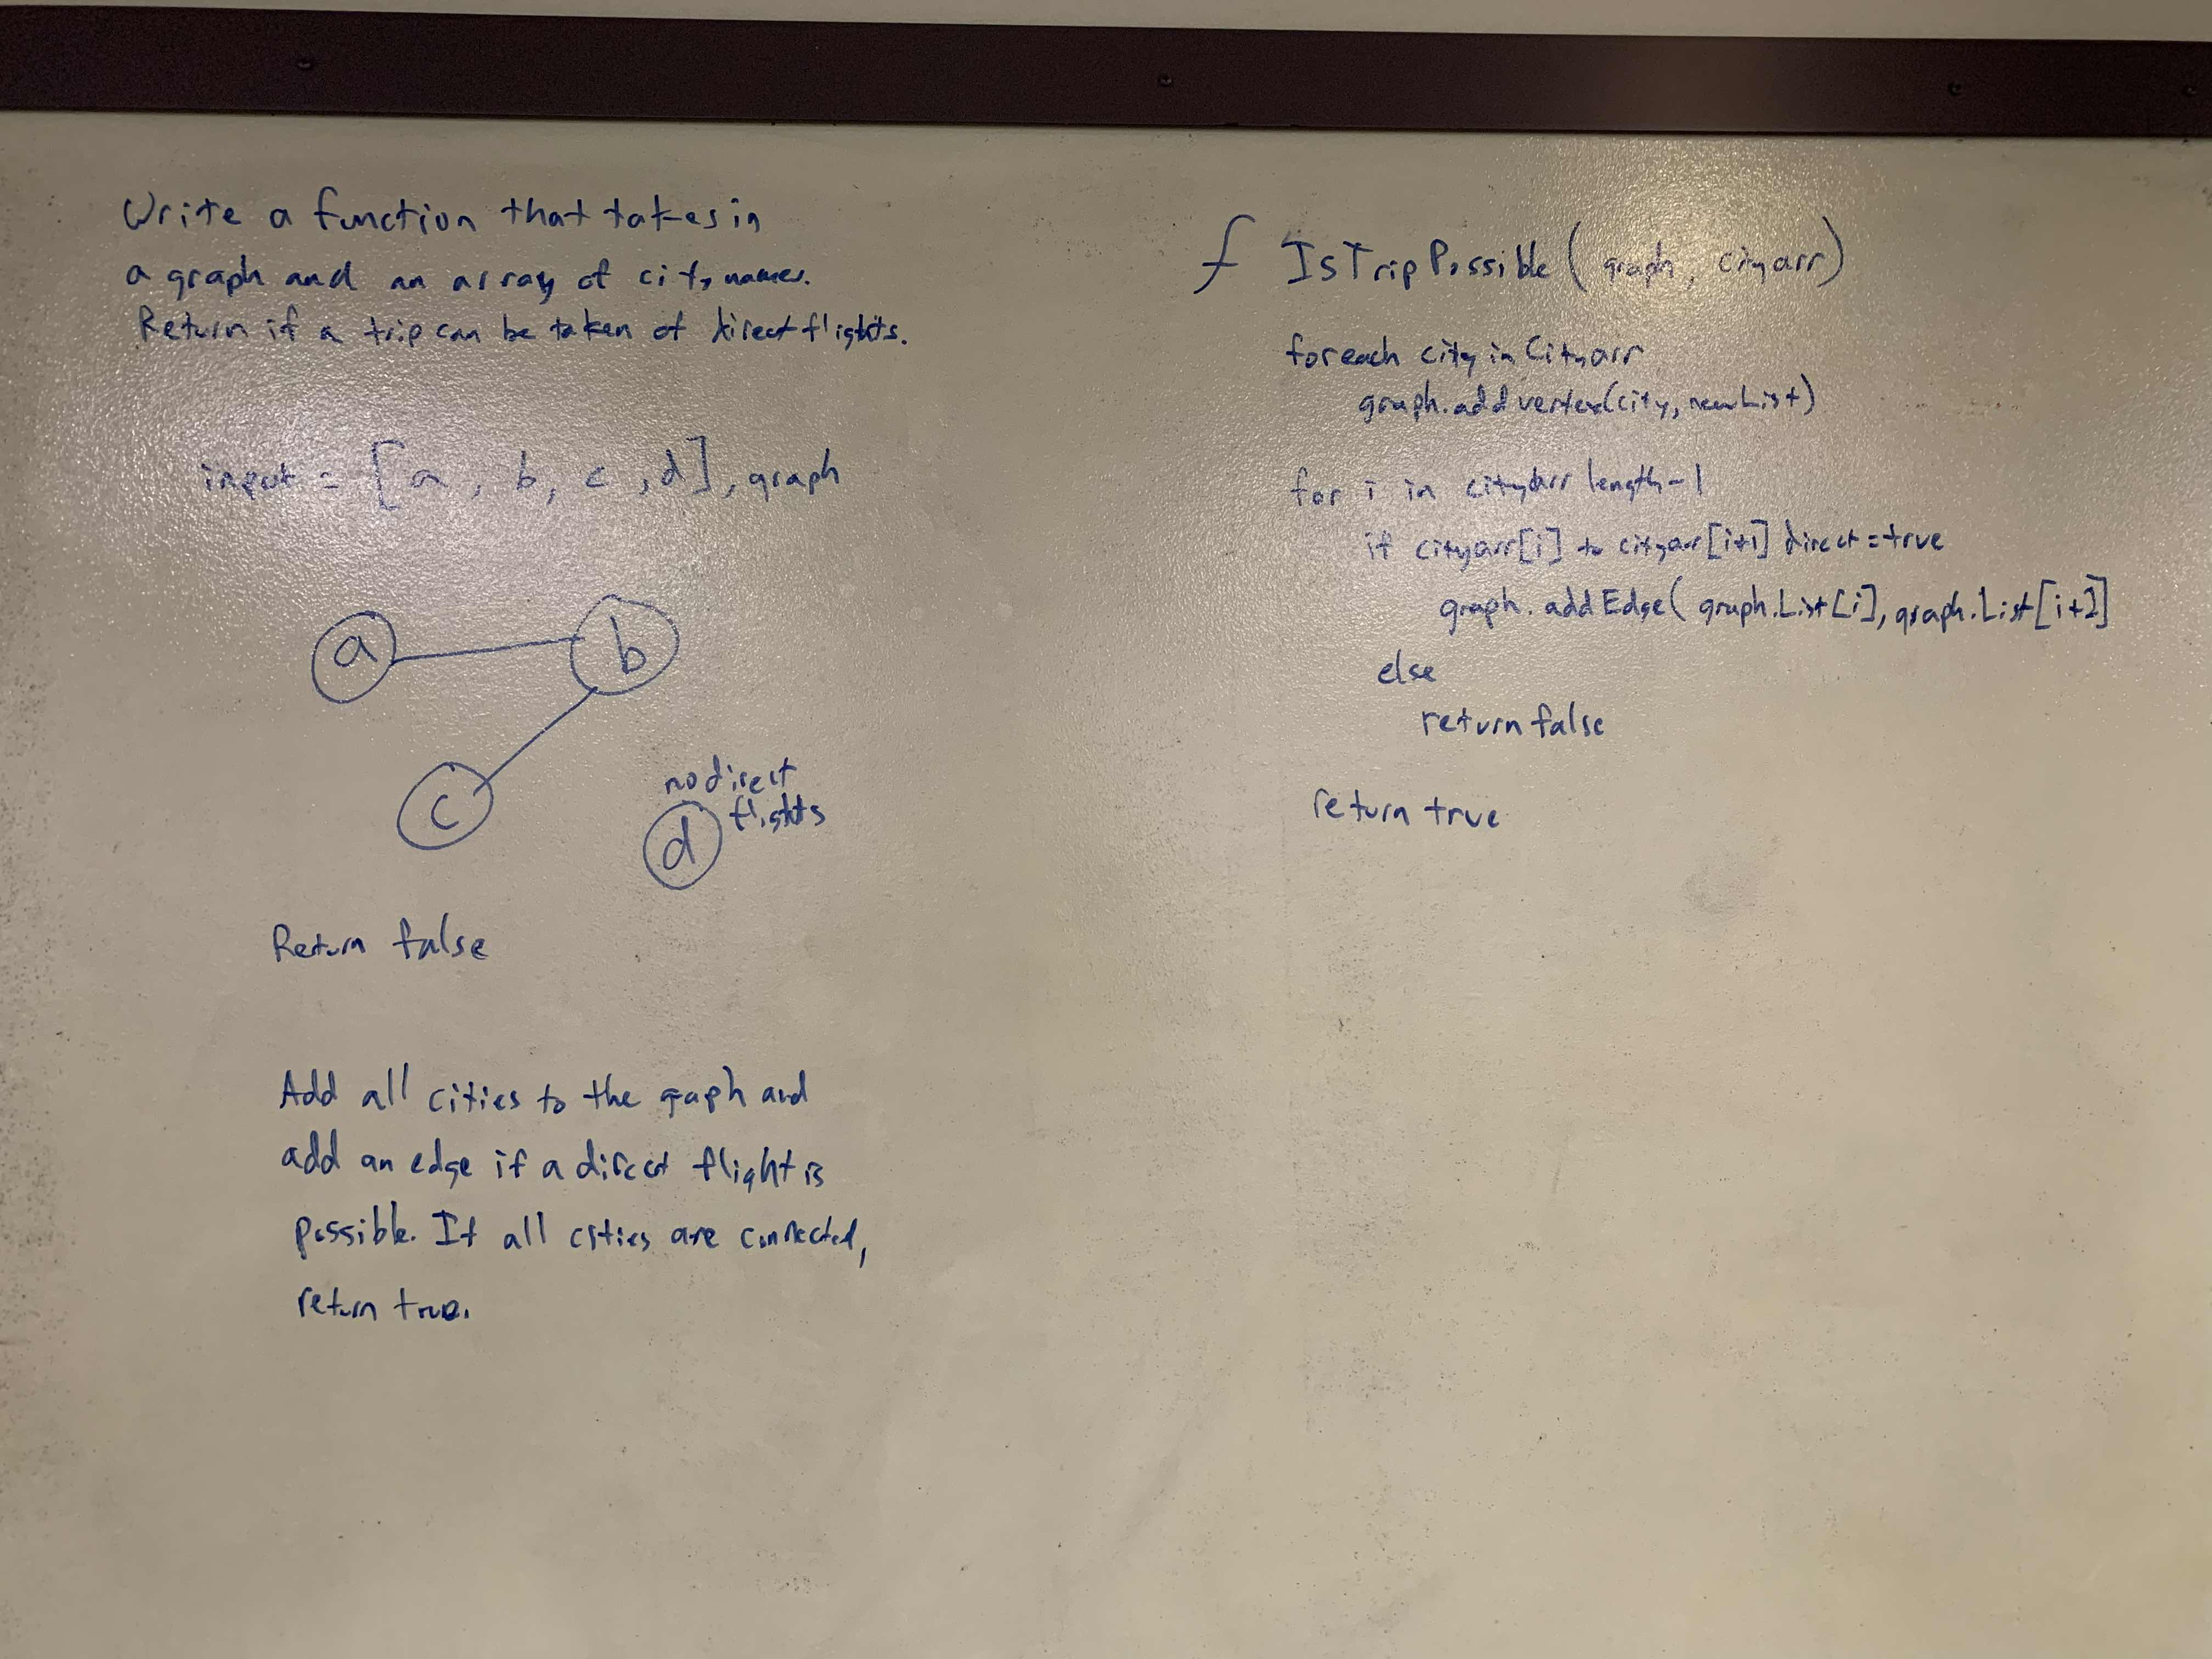 Write a function that takes in
a graph and an array of city names.
Return if a trip can be taken of direct flights.
input = [a, b, c, d], graph
a
b
c
no direct
flights
d
Return false
Add all cities to the graph and
add an edge if a direct flight is
possible. If all cities are connected,
return true.
f IsTripPossible(graph, cityarr)
foreach city in Cityarr
graph.addvertex(city, newList)
for i in cityarr length-1
if cityarr[i] to cityarr[i+1] direct = true
graph.addEdge(graph.List[i], graph.List[i+1]
else
return false
return true